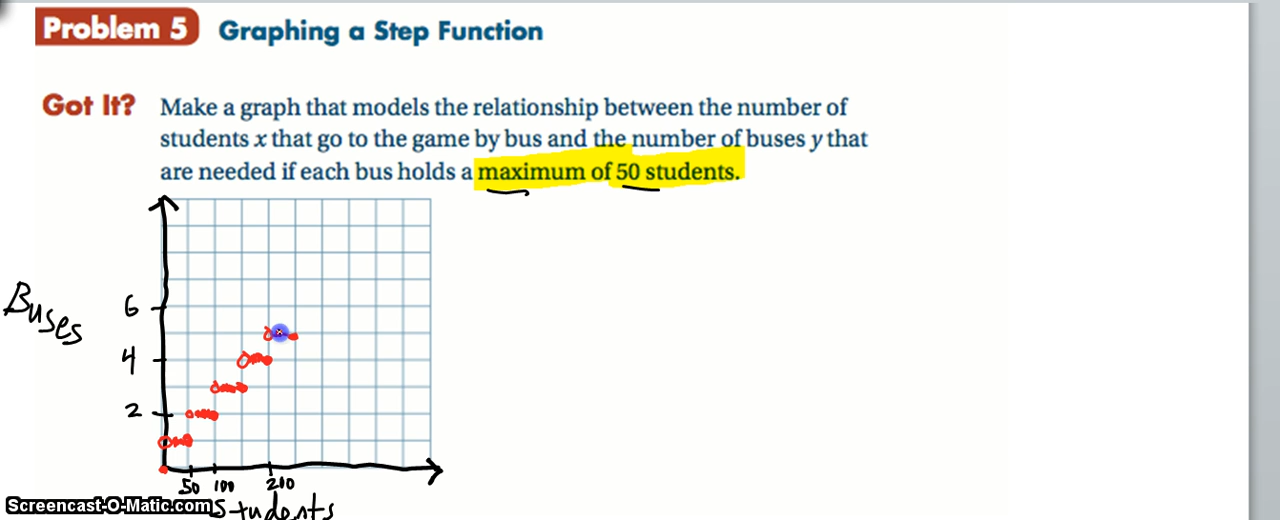 Problem 5 Graphing a Step Function
Got It? Make a graph that models the relationship between the number of
students x that go to the game by bus and the number of buses y that
are needed if each bus holds a maximum of 50 students.
Buses
6
4
2
50 100 200
Students
Screencast-O-Matic.com